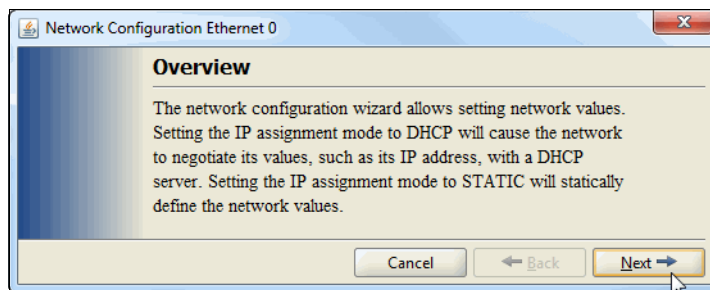 Network Configuration Ethernet 0
x
Overview
The network configuration wizard allows setting network values.
Setting the IP assignment mode to DHCP will cause the network
to negotiate its values, such as its IP address, with a DHCP
server. Setting the IP assignment mode to STATIC will statically
define the network values.
Cancel
Back
Next